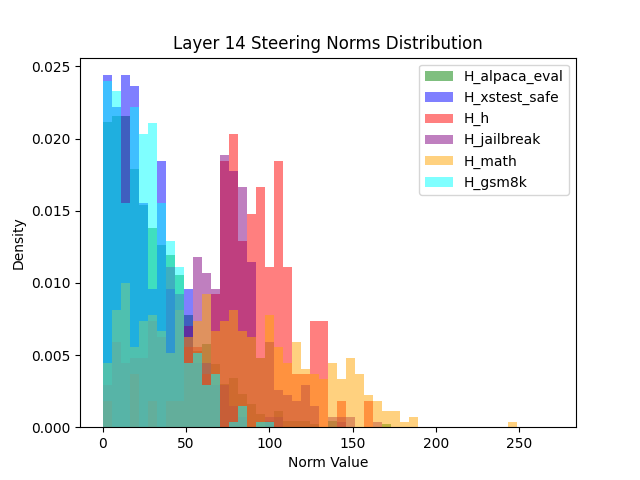 Layer 14 Steering Norms Distribution
0.025
0.020
0.015
0.010
0.005
0.000
Density
H_alpaca_eval
H_xstest_safe
H_h
H_jailbreak
H_math
H_gsm8k
0 50 100 150 200 250
Norm Value